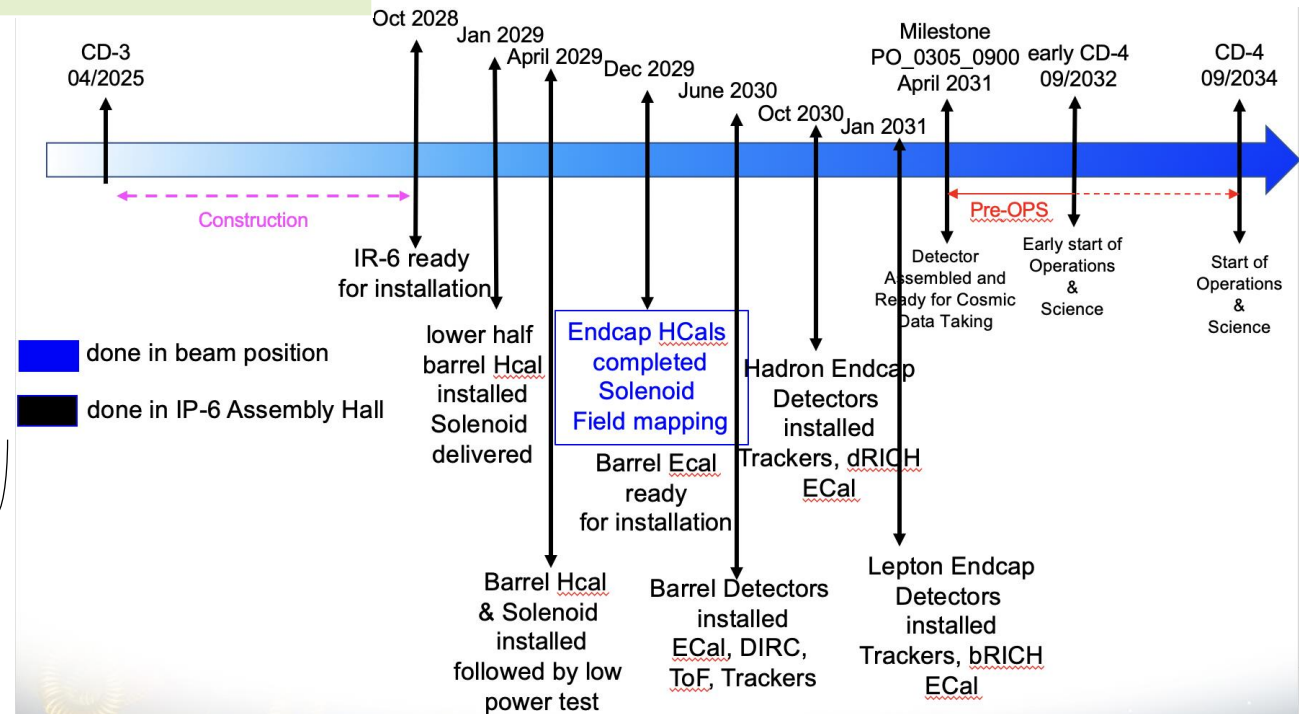 CD-3
04/2025
Oct 2028
Jan 2029
April 2029
Dec 2029
June 2030
Oct 2030
Jan 2031
Milestone
PO_0305_0900
April 2031
early CD-4
09/2032
CD-4
09/2034
Construction
Pre-OPS
IR-6 ready
for installation
lower half
barrel Hcal
installed
Solenoid
delivered
Barrel Hcal
& Solenoid
installed
followed by low
power test
Endcap HCals
completed
Solenoid
Field mapping
Barrel Ecal
ready
for installation
Barrel Detectors
installed
ECal, DIRC,
ToF, Trackers
Hadron Endcap
Detectors
installed
Trackers, dRICH
ECal
Lepton Endcap
Detectors
installed
Trackers, bRICH
ECal
Detector
Assembled and
Ready for Cosmic
Data Taking
Early start of
Operations
&
Science
Start of
Operations
&
Science
done in beam position
done in IP-6 Assembly Hall